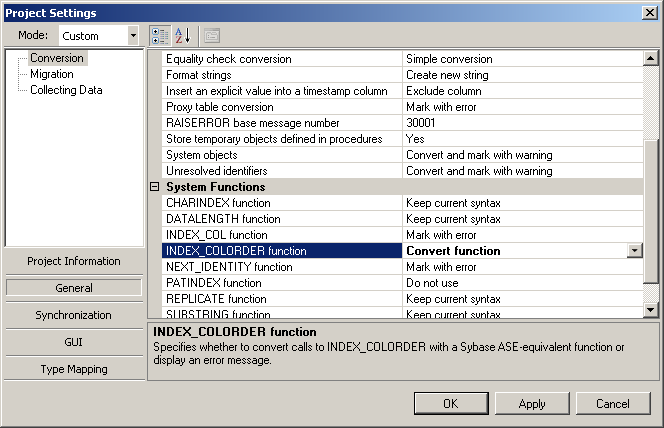 Project Settings
Mode: Custom
Conversion
Migration
Collecting Data
Project Information
General
Synchronization
GUI
Type Mapping
Equality check conversion Simple conversion
Format strings Create new string
Insert an explicit value into a timestamp column Exclude column
Proxy table conversion Mark with error
RAISERROR base message number 30001
Store temporary objects defined in procedures Yes
System objects Convert and mark with warning
Unresolved identifiers Convert and mark with warning
System Functions
CHARINDEX function Keep current syntax
DATALENGTH function Keep current syntax
INDEX_COL function Mark with error
INDEX_COLORDER function Convert function
NEXT_IDENTITY function Mark with error
PATINDEX function Do not use
REPLICATE function Keep current syntax
SUBSTRING function Keep current syntax
INDEX_COLORDER function
Specifies whether to convert calls to INDEX_COLORDER with a Sybase ASE-equivalent function or
display an error message.
OK Apply Cancel